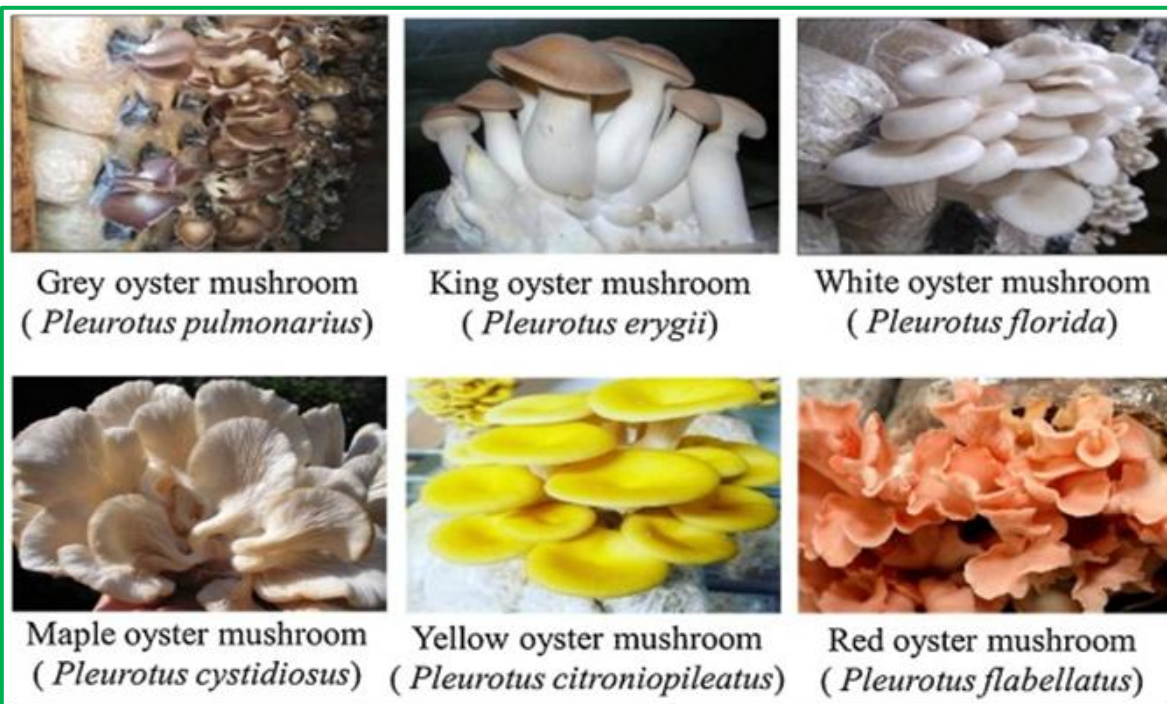 Grey oyster mushroom
( Pleurotus pulmonarius)
King oyster mushroom
( Pleurotus erygii)
White oyster mushroom
( Pleurotus florida)
Maple oyster mushroom
( Pleurotus cystidiosus)
Yellow oyster mushroom
( Pleurotus citroniopileatus)
Red oyster mushroom
( Pleurotus flabellatus)